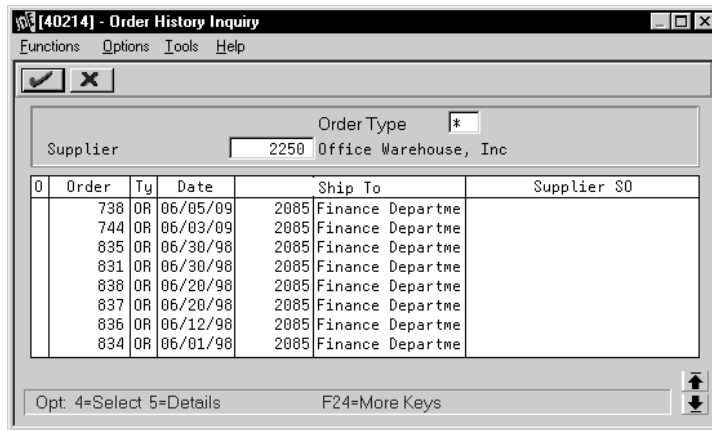 [40214] - Order History Inquiry
Functions Options Tools Help
Order Type *
Supplier 2250 Office Warehouse, Inc
O Order Ty Date Ship To Supplier SO
738 OR 06/05/09 2085 Finance Departme
744 OR 06/03/09 2085 Finance Departme
835 OR 06/30/98 2085 Finance Departme
831 OR 06/30/98 2085 Finance Departme
838 OR 06/20/98 2085 Finance Departme
837 OR 06/20/98 2085 Finance Departme
836 OR 06/12/98 2085 Finance Departme
834 OR 06/01/98 2085 Finance Departme
Opt: 4=Select 5=Details F24=More Keys